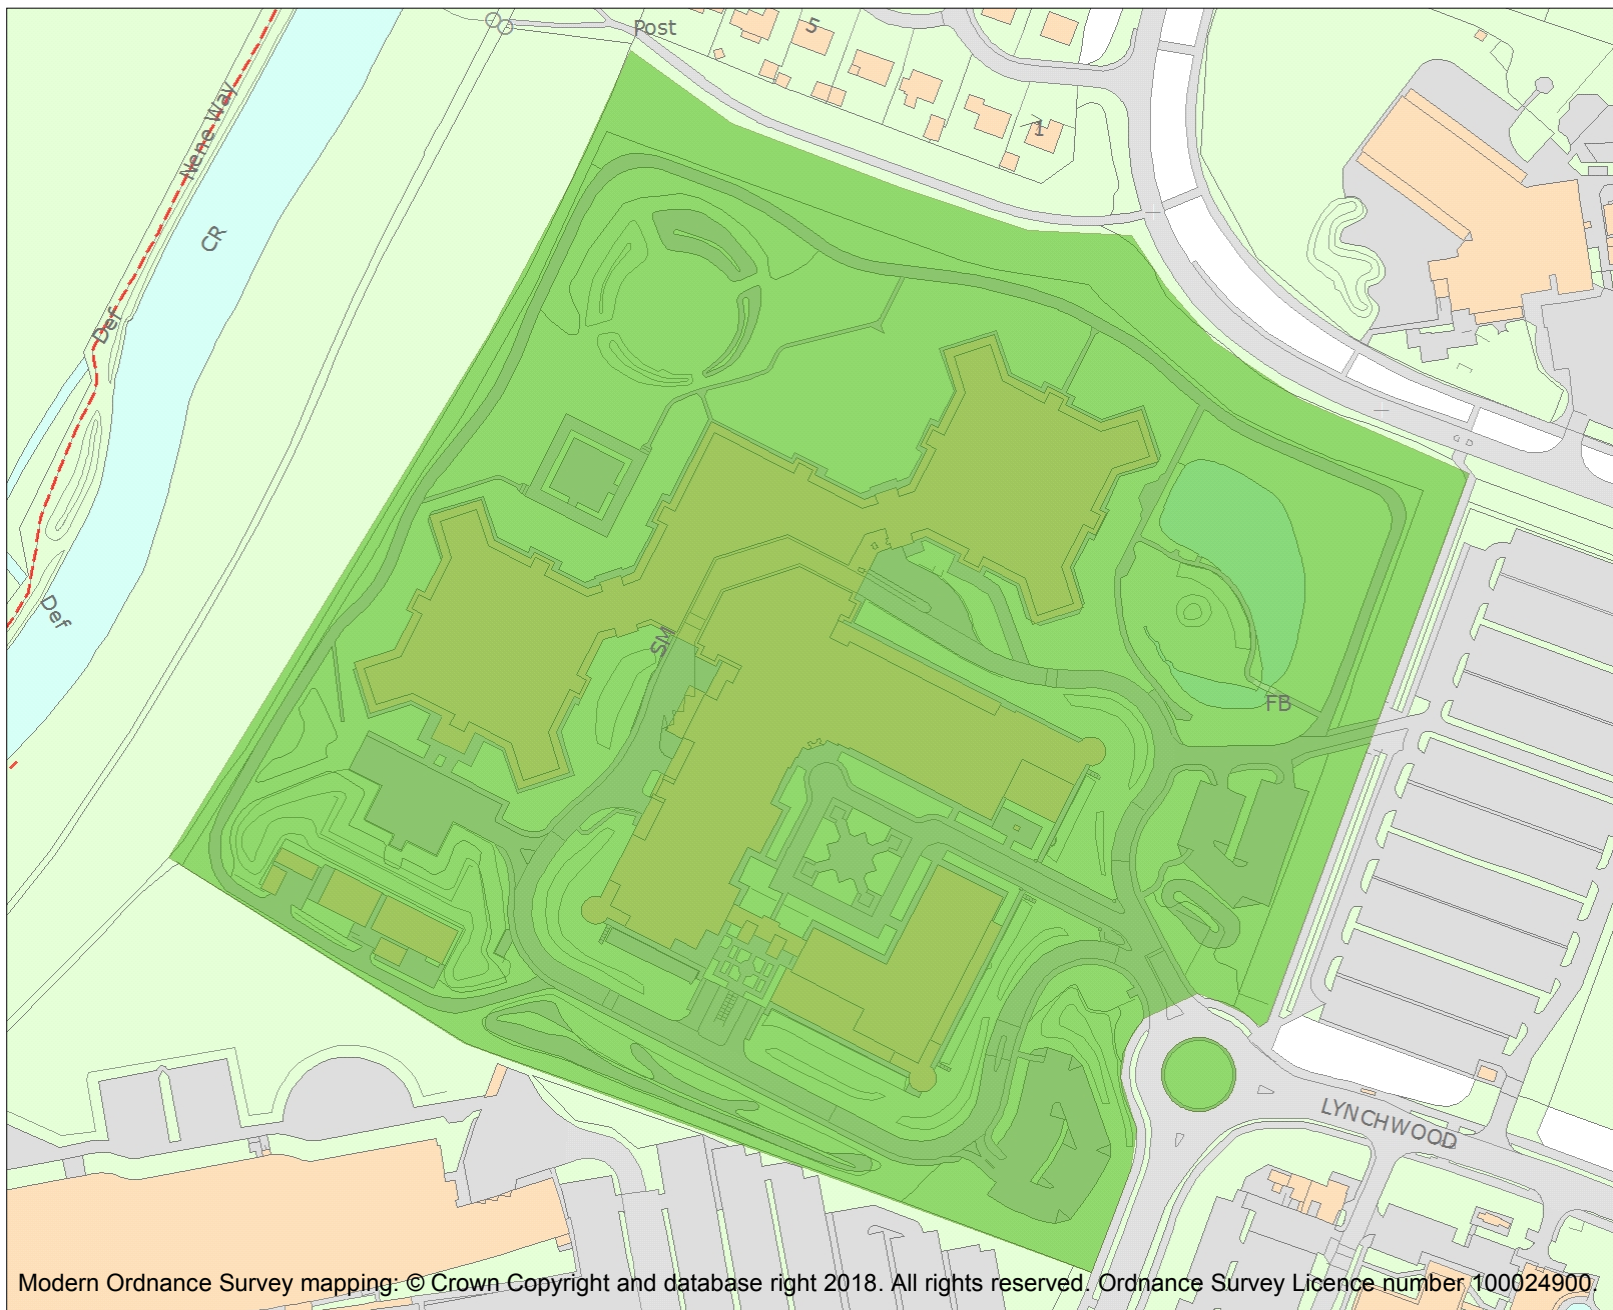 Post
5
1
Nene Way
CR
Def
Def
SM
FB
LYNCHWOOD
Modern Ordnance Survey mapping: © Crown Copyright and database right 2018. All rights reserved. Ordnance Survey Licence number 100024900.